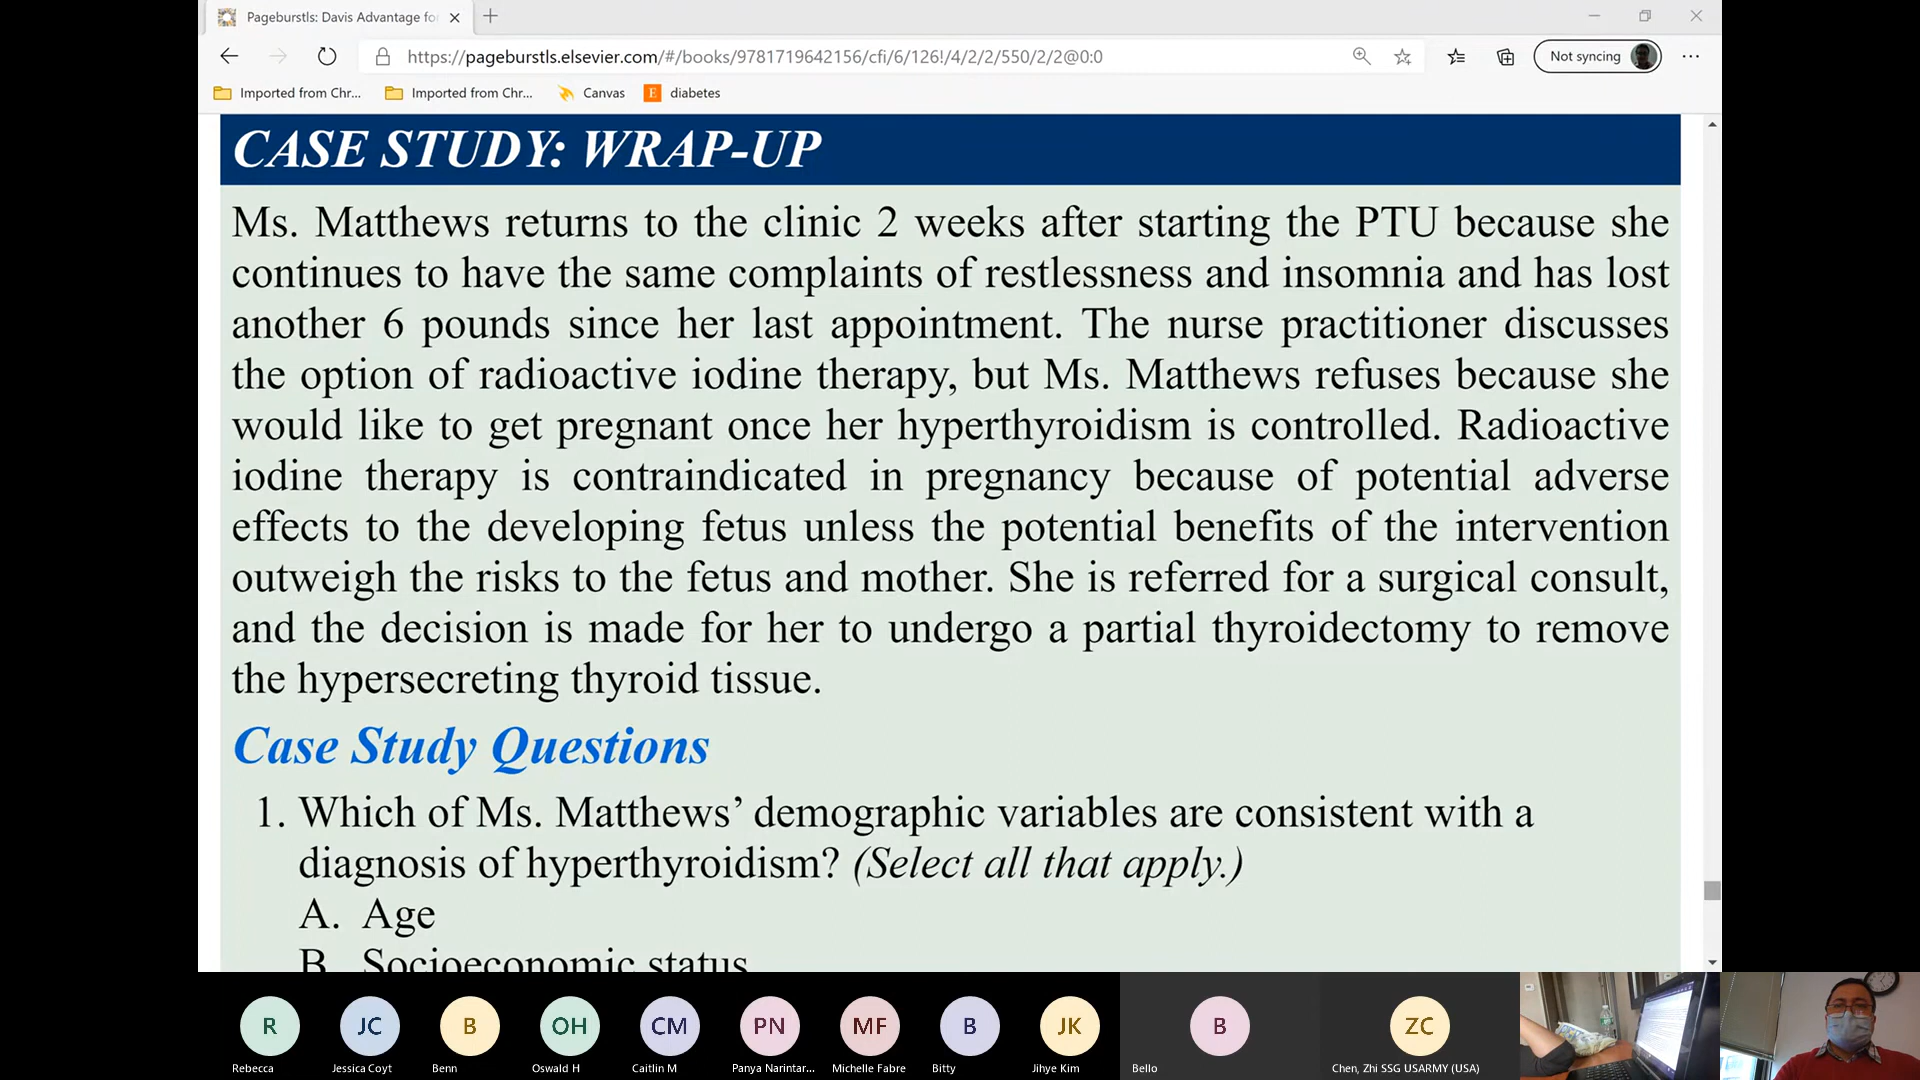 Pageburstls: Davis Advantage for
https://pageburstls.elsevier.com/#/books/9781719642156/cfi/6/126!/4/2/2/550/2/2@0:0
Not syncing
Imported from Chr...
Imported from Chr...
Canvas
E
diabetes
CASE STUDY: WRAP-UP
Ms. Matthews returns to the clinic 2 weeks after starting the PTU because she
continues to have the same complaints of restlessness and insomnia and has lost
another 6 pounds since her last appointment. The nurse practitioner discusses
the option of radioactive iodine therapy, but Ms. Matthews refuses because she
would like to get pregnant once her hyperthyroidism is controlled. Radioactive
iodine therapy is contraindicated in pregnancy because of potential adverse
effects to the developing fetus unless the potential benefits of the intervention
outweigh the risks to the fetus and mother. She is referred for a surgical consult,
and the decision is made for her to undergo a partial thyroidectomy to remove
the hypersecreting thyroid tissue.
Case Study Questions
1. Which of Ms. Matthews’ demographic variables are consistent with a
diagnosis of hyperthyroidism? (Select all that apply.)
A. Age
B. Socioeconomic status
R
JC
B
OH
CM
PN
MF
B
JK
B
ZC
Rebecca
Jessica Coyt
Benn
Oswald H
Caitlin M
Panya Narintar...
Michelle Fabre
Bitty
Jihye Kim
Bello
Chen, Zhi SSG USARMY (USA)